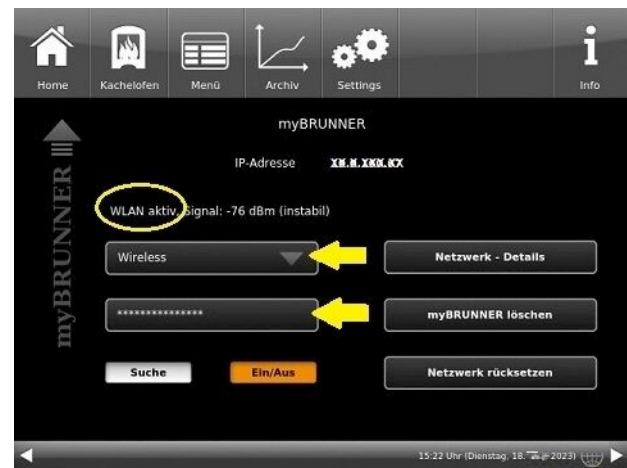 Home Kachelofen Menü Archiv Settings Info
myBRUNNER
IP-Adresse
WLAN aktiv, Signal: -76 dBm (instabil)
Wireless
Netzwerk - Details
***************
myBRUNNER löschen
Suche Ein/Aus Netzwerk rücksetzen
myBRUNNER
15:22 Uhr (Dienstag, 18. 2023)